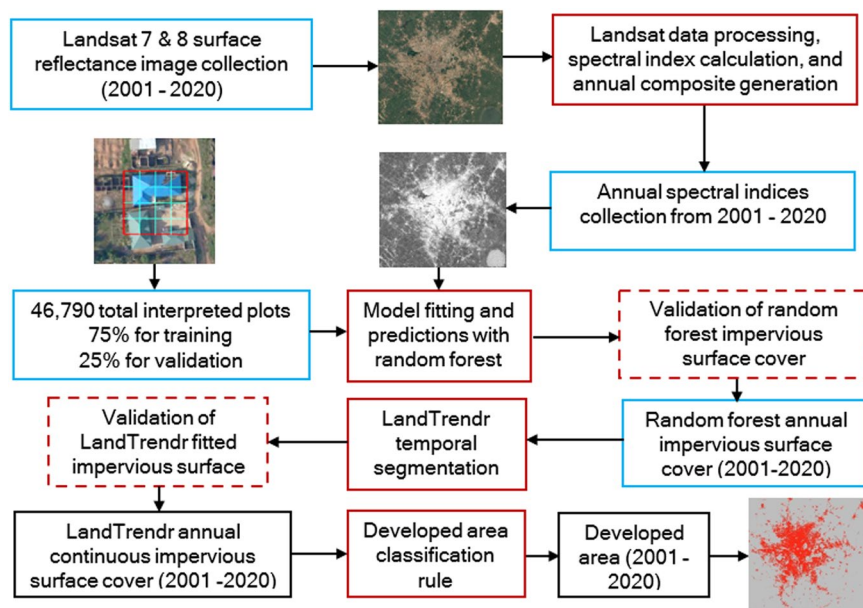 Landsat 7 & 8 surface
reflectance image collection
(2001 - 2020)
Landsat data processing,
spectral index calculation, and
annual composite generation
Annual spectral indices
collection from 2001 - 2020
46,790 total interpreted plots
75% for training
25% for validation
Model fitting and
predictions with
random forest
Validation of random
forest impervious
surface cover
Validation of
LandTrendr fitted
impervious surface
LandTrendr
temporal
segmentation
Random forest annual
impervious surface
cover (2001-2020)
LandTrendr annual
continuous impervious
surface cover (2001 -2020)
Developed area
classification
rule
Developed
area (2001 -
2020)